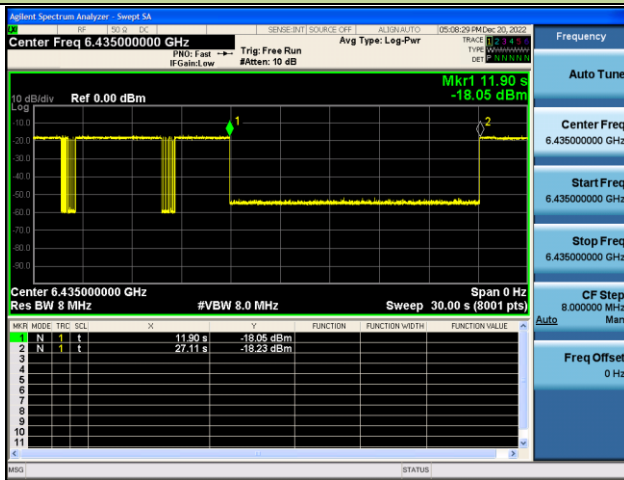 Agilent Spectrum Analyzer - Swept SA
RF 50 Ω DC SENSE:INT SOURCE OFF ALIGN AUTO 05:08:29 PM Dec 20, 2022
Center Freq 6.435000000 GHz Avg Type: Log-Pwr TRACE 1 2 3 4 5
PNO: Fast Trig: Free Run TYPE
IFGain:Low #Atten: 10 dB DET P N N N N N
Mkr1 11.90 s
10 dB/div Ref 0.00 dBm -18.05 dBm
Log
-10.0
-20.0
-30.0
-40.0
-50.0
-60.0
-70.0
-80.0
-90.0
1
2
Center 6.435000000 GHz Span 0 Hz
Res BW 8 MHz #VBW 8.0 MHz Sweep 30.00 s (8001 pts)
MKR MODE TRC SCL X Y FUNCTION FUNCTION WIDTH FUNCTION VALUE
1 N 1 t 11.90 s -18.05 dBm
2 N 1 t 27.11 s -18.23 dBm
3
4
5
6
7
8
9
10
11
MSG STATUS
Frequency
Auto Tune
Center Freq
6.435000000 GHz
Start Freq
6.435000000 GHz
Stop Freq
6.435000000 GHz
CF Step
8.000000 MHz
Auto Man
Freq Offset
0 Hz